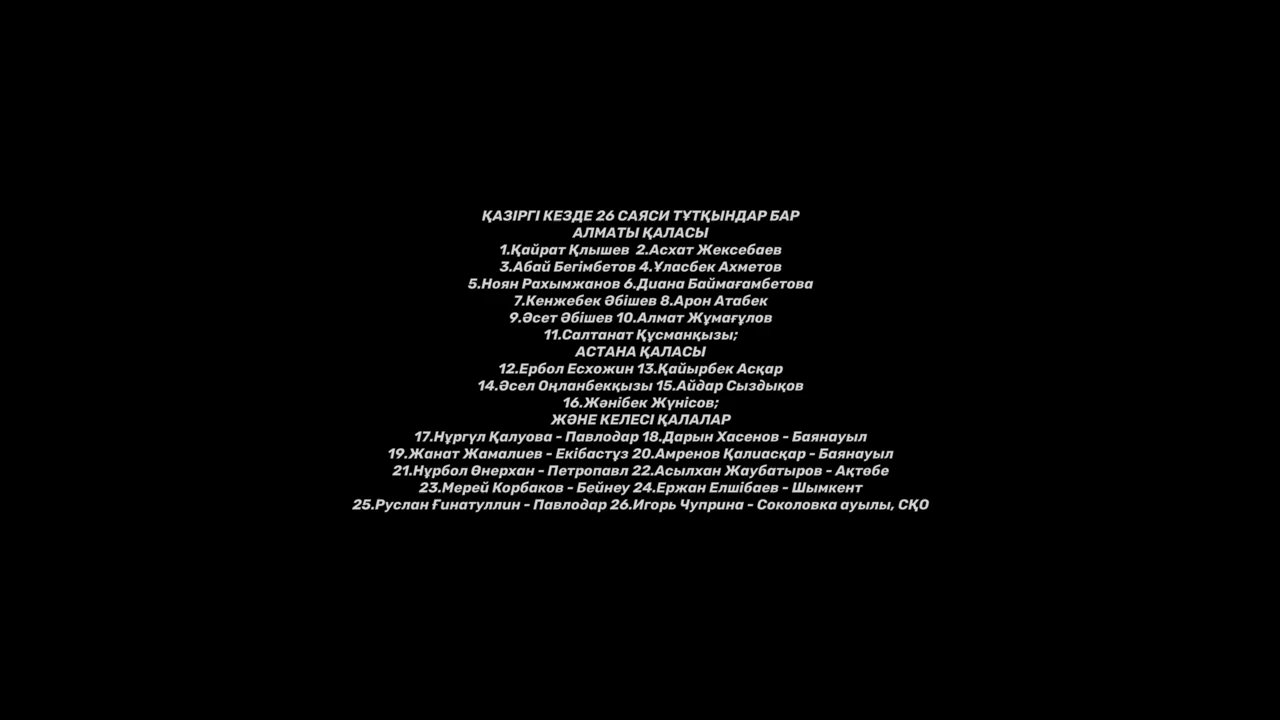 ҚАЗІРГІ КЕЗДЕ 26 САЯСИ ТҰТҚЫНДАР БАР
АЛМАТЫ ҚАЛАСЫ
1.Қайрат Қлышев 2.Асхат Жексебаев
3.Абай Бегімбетов 4.Ұласбек Ахметов
5.Ноян Рахымжанов 6.Диана Баймағамбетова
7.Кенжебек Әбішев 8.Арон Атабек
9.Әсет Әбішев 10.Алмат Жұмағұлов
11.Салтанат Құсманқызы;
АСТАНА ҚАЛАСЫ
12.Ербол Есхожин 13.Қайырбек Асқар
14.Әсел Оңланбекқызы 15.Айдар Сыздықов
16.Жәнібек Жүнісов;
ЖӘНЕ КЕЛЕСІ ҚАЛАЛАР
17.Нұргүл Қалуова - Павлодар 18.Дарын Хасенов - Баянауыл
19.Жанат Жамалиев - Екібастұз 20.Амренов Қалиасқар - Баянауыл
21.Нұрбол Өнерхан - Петропавл 22.Асылхан Жаубатыров - Ақтөбе
23.Мерей Корбаков - Бейнеу 24.Ержан Елшібаев - Шымкент
25.Руслан Ғинатуллин - Павлодар 26.Игорь Чуприна - Соколовка ауылы, СҚО